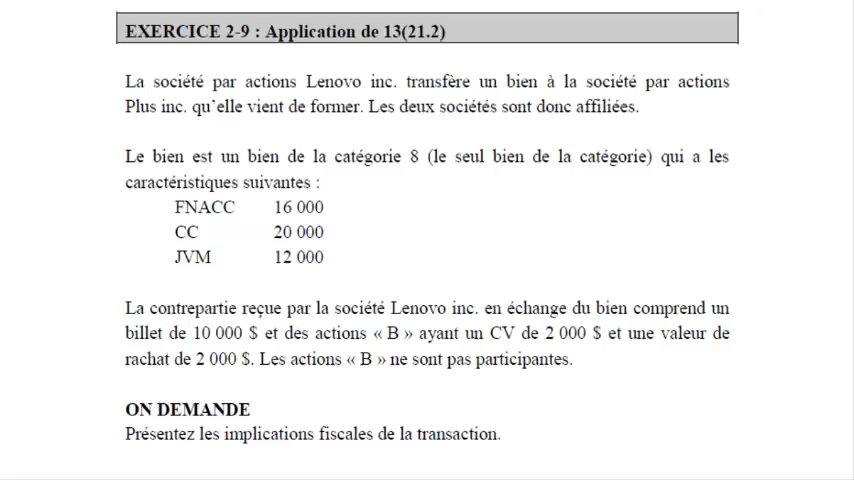 EXERCICE 2-9 : Application de 13(21.2)
La société par actions Lenovo inc. transfère un bien à la société par actions
Plus inc. qu'elle vient de former. Les deux sociétés sont donc affiliées.
Le bien est un bien de la catégorie 8 (le seul bien de la catégorie) qui a les
caractéristiques suivantes :
FNACC 16 000
CC 20 000
JVM 12 000
La contrepartie reçue par la société Lenovo inc. en échange du bien comprend un
billet de 10 000 $ et des actions « B » ayant un CV de 2 000 $ et une valeur de
rachat de 2 000 $. Les actions « B » ne sont pas participantes.
ON DEMANDE
Présentez les implications fiscales de la transaction.